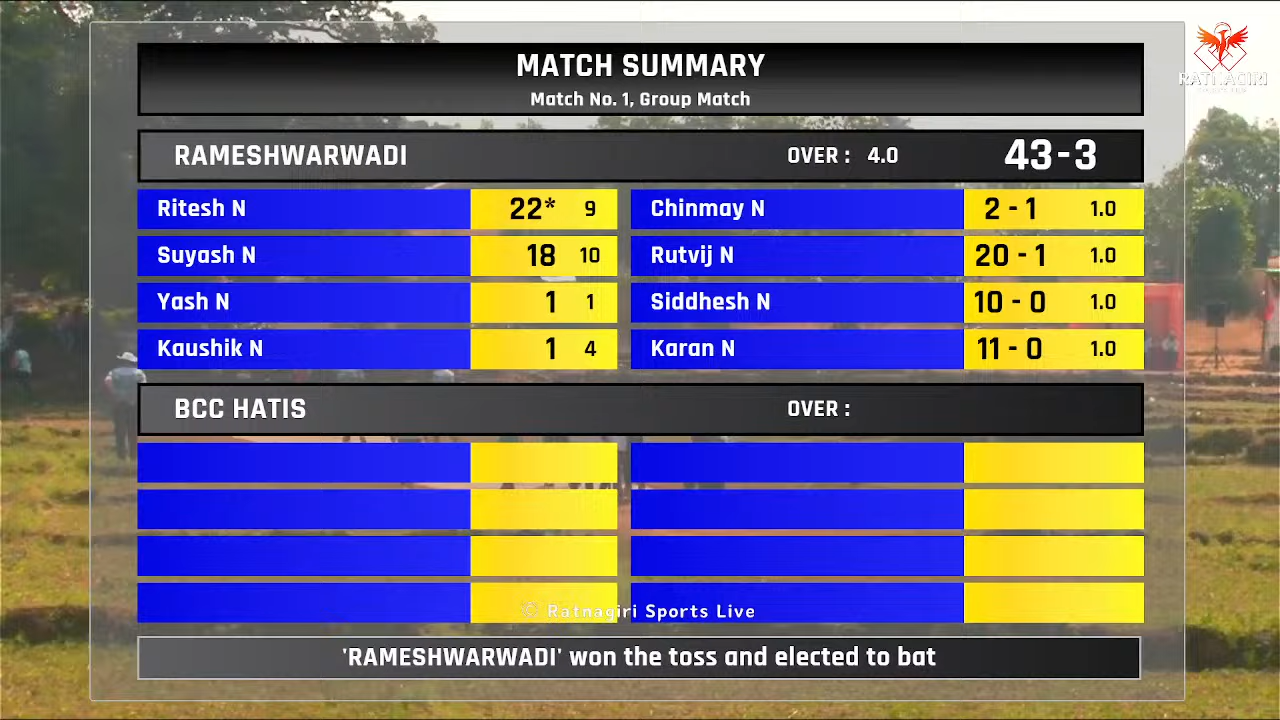 MATCH SUMMARY
Match No. 1, Group Match
RATNAGIRI
RAMESHWARWADI OVER : 4.0 43-3
Ritesh N 22* 9 Chinmay N 2 - 1 1.0
Suyash N 18 10 Rutvij N 20 - 1 1.0
Yash N 1 1 Siddhesh N 10 - 0 1.0
Kaushik N 1 4 Karan N 11 - 0 1.0
BCC HATIS OVER :
Ratnagiri Sports Live
'RAMESHWARWADI' won the toss and elected to bat